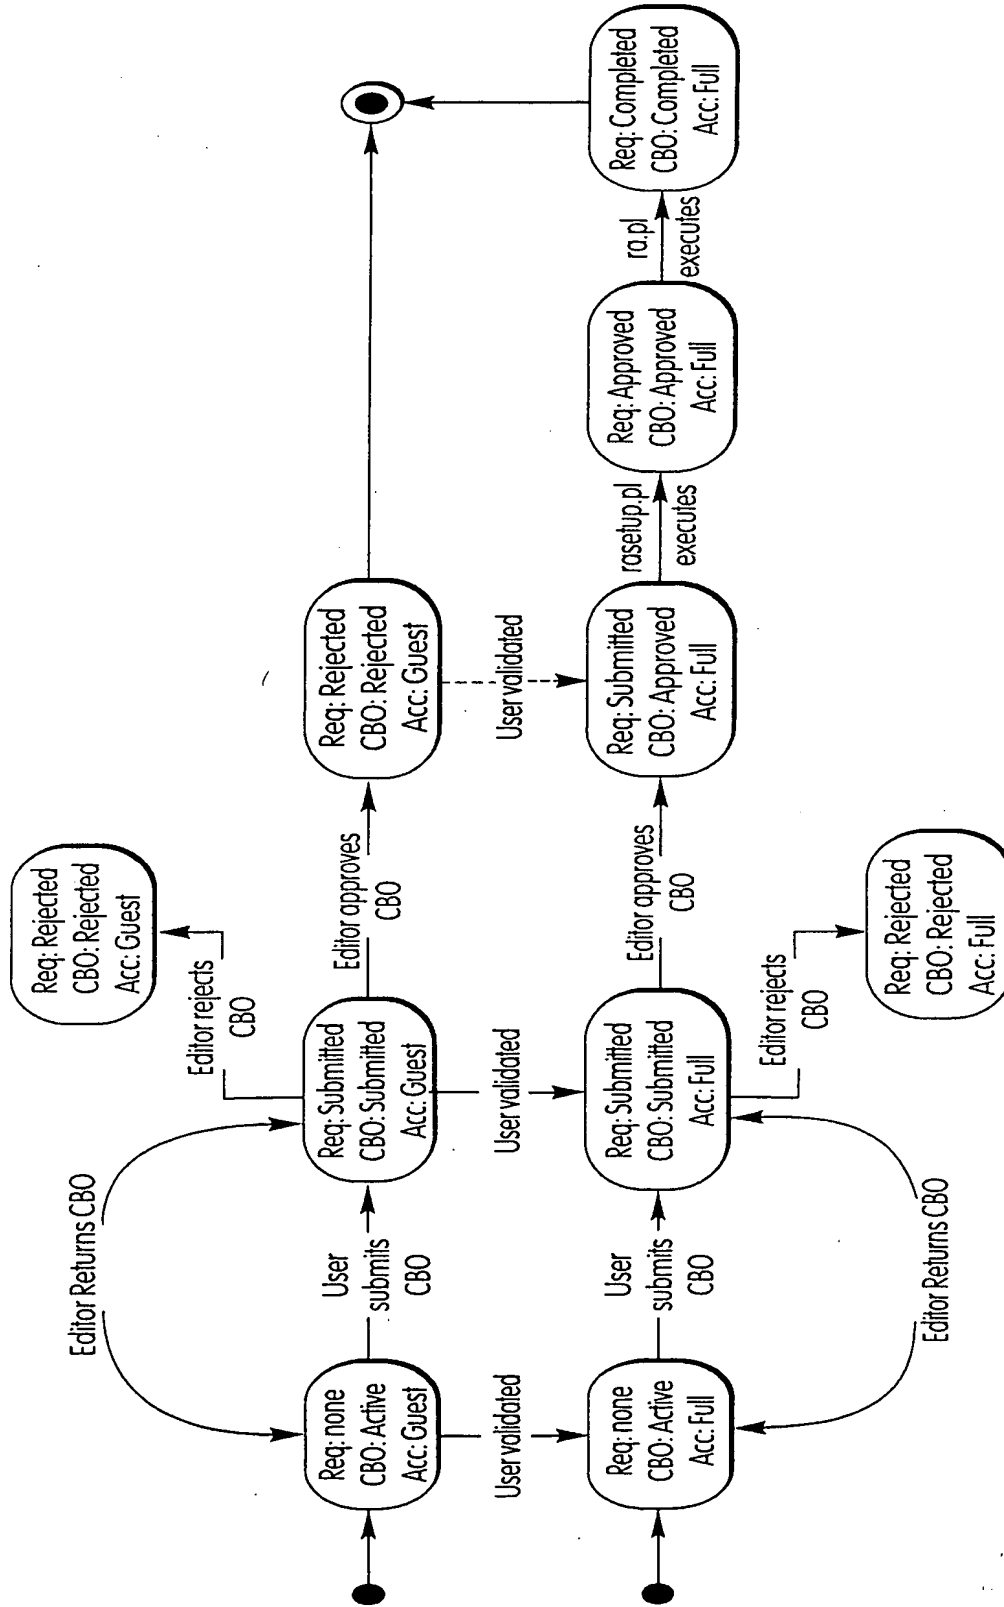 Editor Returns CBO
Editor rejects
CBO
Req: Rejected
CBO: Rejected
Acc: Guest
Req: none
CBO: Active
Acc: Guest
User
submits
CBO
Req: Submitted
CBO: Submitted
Acc: Guest
Editor approves
CBO
Req: Rejected
CBO: Rejected
Acc: Guest
User validated
User validated
User validated
Req: none
CBO: Active
Acc: Full
User
submits
CBO
Req: Submitted
CBO: Submitted
Acc: Full
Editor approves
CBO
Req: Submitted
CBO: Approved
Acc: Full
rasetup.pl
executes
Req: Approved
CBO: Approved
Acc: Full
ra.pl
executes
Req: Completed
CBO: Completed
Acc: Full
Editor rejects
CBO
Req: Rejected
CBO: Rejected
Acc: Full
Editor Returns CBO